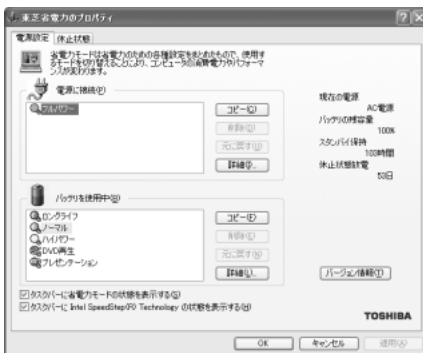 東芝省電力のプロパティ
電源設定 休止状態
省電力モードは省電力のための各種設定をまとめたもので、使用す
るモードを切り替えることにより、コンピュータの消費電力やパフォーマ
ンスが変わります。
電源に接続(P)
フルパワー
コピー(O)
削除(D)
元に戻す(U)
詳細(I)...
バッテリを使用中(B)
ロングライフ
ノーマル
ハイパワー
DVD再生
プレゼンテーション
コピー(E)
削除(R)
元に戻す(N)
詳細(L)...
現在の電源
AC電源
バッテリの残容量
100%
スタンバイ保持
103時間
休止状態放電
50日
バージョン情報(T)
タスクバーに省電力モードの状態を表示する(S)
タスクバーに Intel SpeedStep(R) Technology の状態を表示する(H)
TOSHIBA
OK キャンセル 適用(A)